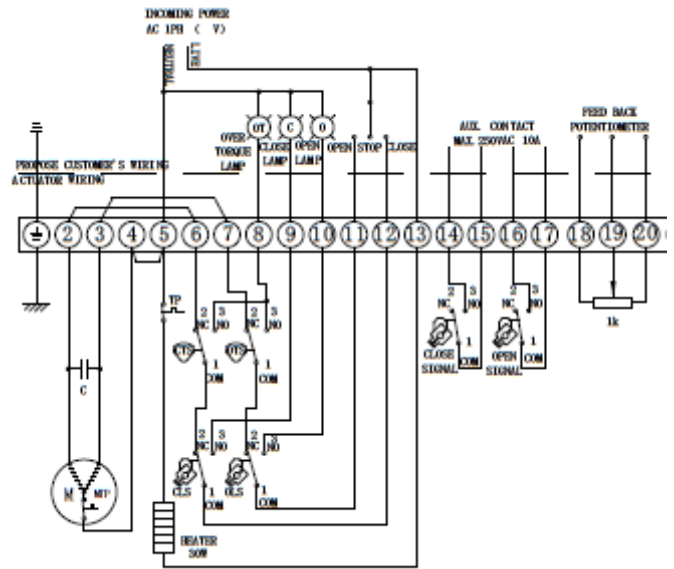 INCOMING POWER
AC 1PH ( V)
NEUTRAL
LIVE
OT
C
O
OVER
TORQUE
LAMP
CLOSE
LAMP
OPEN
LAMP
OPEN
STOP
CLOSE
AUX. CONTACT
MAX 250VAC 10A
FEED BACK
POTENTIOMETER
PROPOSE CUSTOMER'S WIRING
ACTUATOR WIRING
2 3 4 5 6 7 8 9 10 11 12 13 14 15 16 17 18 19 20
TP
2 3
NC NO
CTS
1
COM
2 3
NC NO
OTS
1
COM
2 3
NC NO
CLOSE
SIGNAL
1
COM
2 3
NC NO
OPEN
SIGNAL
1
COM
1k
C
M
MTP
2 3
NC NO
CLS
1
COM
2 3
NC NO
OLS
1
COM
HEATER
30W